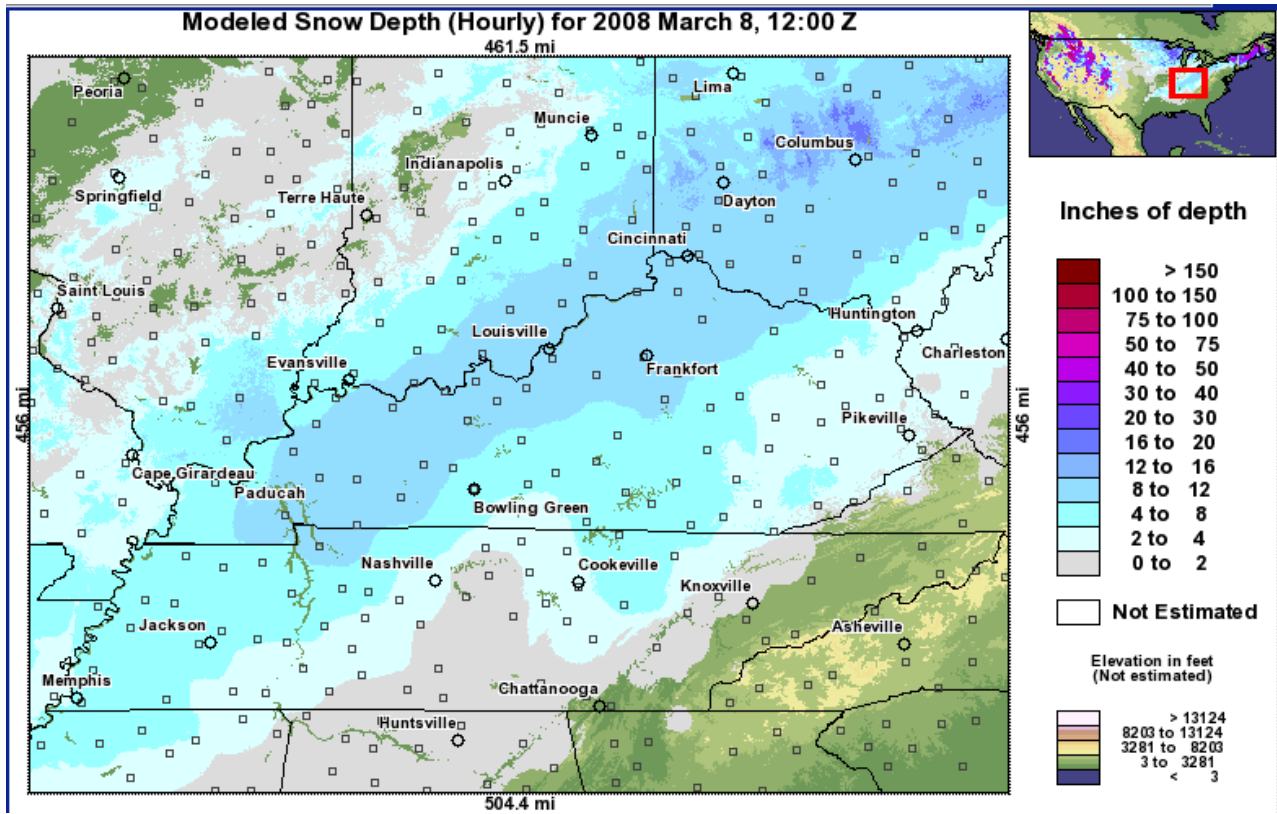 Modeled Snow Depth (Hourly) for 2008 March 8, 12:00 Z
461.5 mi
Peoria
Lima
Muncie
Columbus
Indianapolis
Springfield
Terre Haute
Dayton
Cincinnati
Saint Louis
Huntington
Louisville
Charleston
Evansville
Frankfort
456 mi
456 mi
Pikeville
Cape Girardeau
Paducah
Bowling Green
Nashville
Cookeville
Knoxville
Jackson
Asheville
Memphis
Chattanooga
Huntsville
504.4 mi
Inches of depth
> 150
100 to 150
75 to 100
50 to 75
40 to 50
30 to 40
20 to 30
16 to 20
12 to 16
8 to 12
4 to 8
2 to 4
0 to 2
Not Estimated
Elevation in feet
(Not estimated)
> 13124
8203 to 13124
3281 to 8203
3 to 3281
< 3